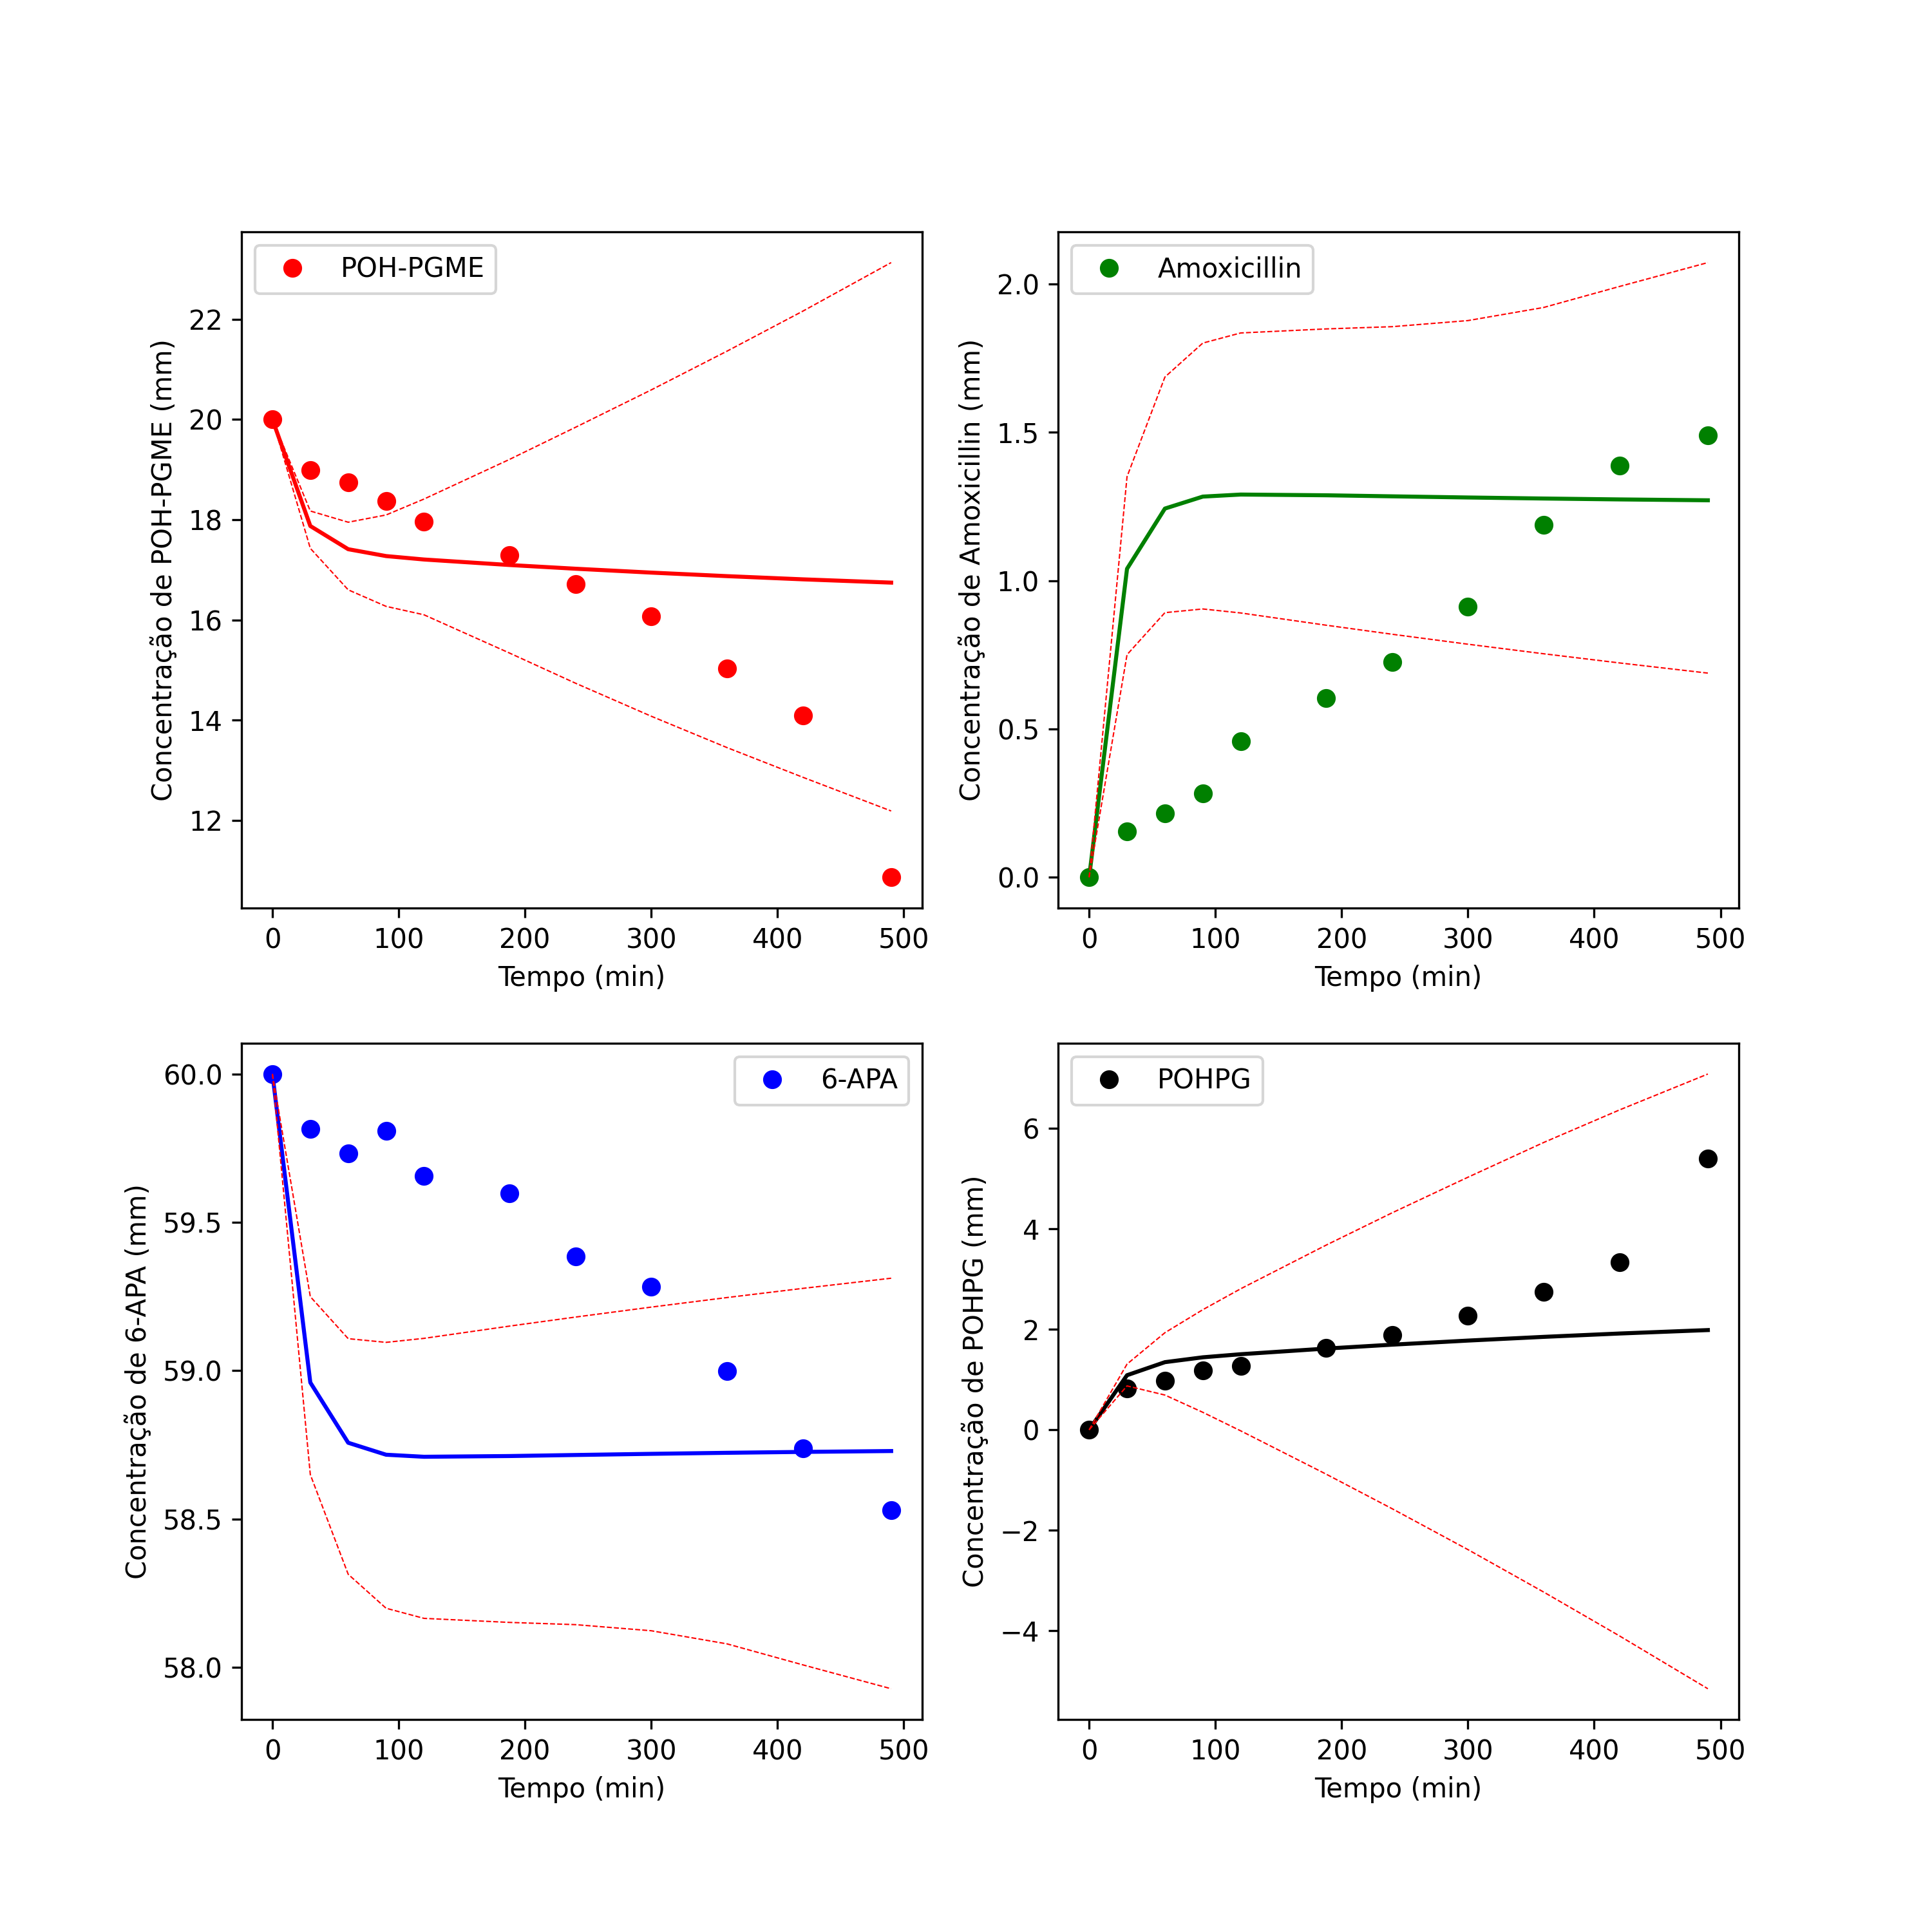 POH-PGME
Concentração de POH-PGME (mm)
22
20
18
16
14
12
0 100 200 300 400 500
Tempo (min)
Amoxicillin
Concentração de Amoxicillin (mm)
2.0
1.5
1.0
0.5
0.0
0 100 200 300 400 500
Tempo (min)
6-APA
Concentração de 6-APA (mm)
60.0
59.5
59.0
58.5
58.0
0 100 200 300 400 500
Tempo (min)
POHPG
Concentração de POHPG (mm)
6
4
2
0
−2
−4
0 100 200 300 400 500
Tempo (min)